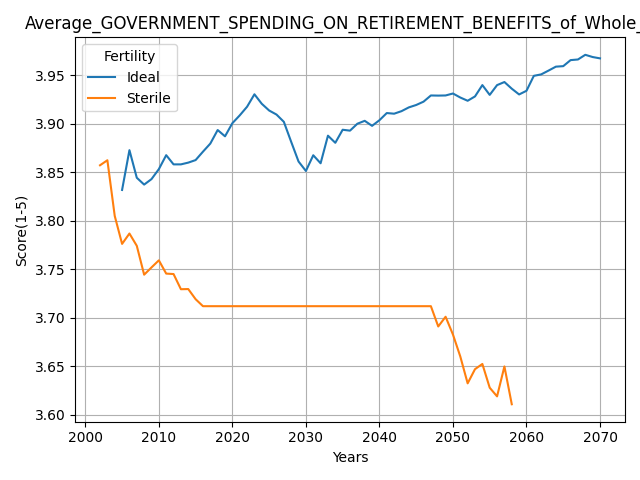 Average_GOVERNMENT_SPENDING_ON_RETIREMENT_BENEFITS_of_Whole_
Fertility
Ideal
Sterile
3.95
3.90
3.85
3.80
3.75
3.70
3.65
3.60
Score(1-5)
2000 2010 2020 2030 2040 2050 2060 2070
Years